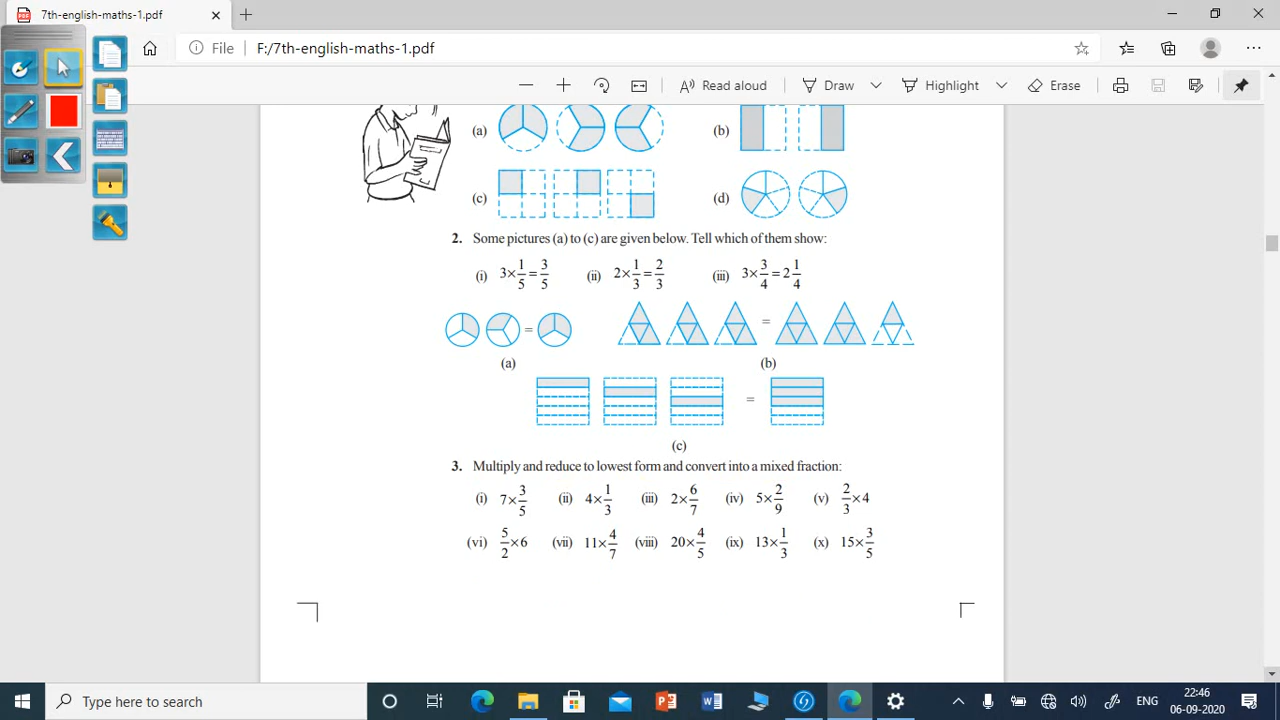 7th-english-maths-1.pdf
File F:/7th-english-maths-1.pdf
Read aloud Draw Highlight Erase
(a) (b)
(c) (d)
2. Some pictures (a) to (c) are given below. Tell which of them show:
(i) 3×1/5=3/5 (ii) 2×1/3=2/3 (iii) 3×3/4=2 1/4
= =
(a) (b)
=
(c)
3. Multiply and reduce to lowest form and convert into a mixed fraction:
(i) 7×3/5 (ii) 4×1/3 (iii) 2×6/7 (iv) 5×2/9 (v) 2/3×4
(vi) 5/2×6 (vii) 11×4/7 (viii) 20×4/5 (ix) 13×1/3 (x) 15×3/5
Type here to search ENG 22:46
06-09-2020